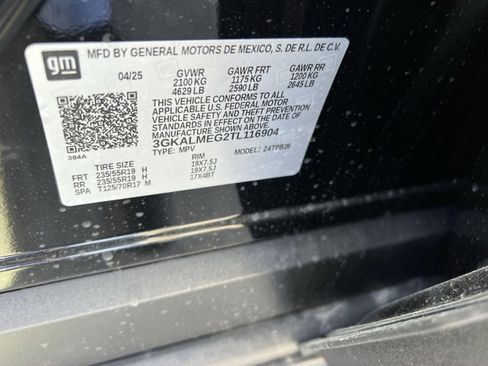 gm
MFD BY GENERAL MOTORS DE MEXICO, S. DE R.L. DE C.V.
04/25 GVWR GAWR FRT GAWR RR
2100 KG 1175 KG 1200 KG
4629 LB 2590 LB 2645 LB
THIS VEHICLE CONFORMS TO ALL
APPLICABLE U.S. FEDERAL MOTOR
VEHICLE SAFETY AND THEFT
PREVENTION STANDARDS IN EFFECT ON
THE DATE OF MANUFACTURE SHOWN ABOVE.
3GKALMEG2TL116904
384A TYPE: MPV MODEL: 24TPB26
TIRE SIZE RIM
FRT 235/55R19 H 19X7.5J
RR 235/55R19 H 19X7.5J
SPA T125/70R17 M 17X4BT